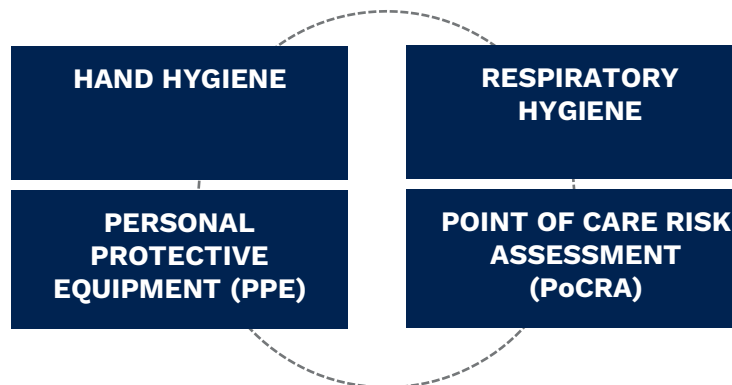 HAND HYGIENE
RESPIRATORY
HYGIENE
PERSONAL
PROTECTIVE
EQUIPMENT (PPE)
POINT OF CARE RISK
ASSESSMENT
(PoCRA)